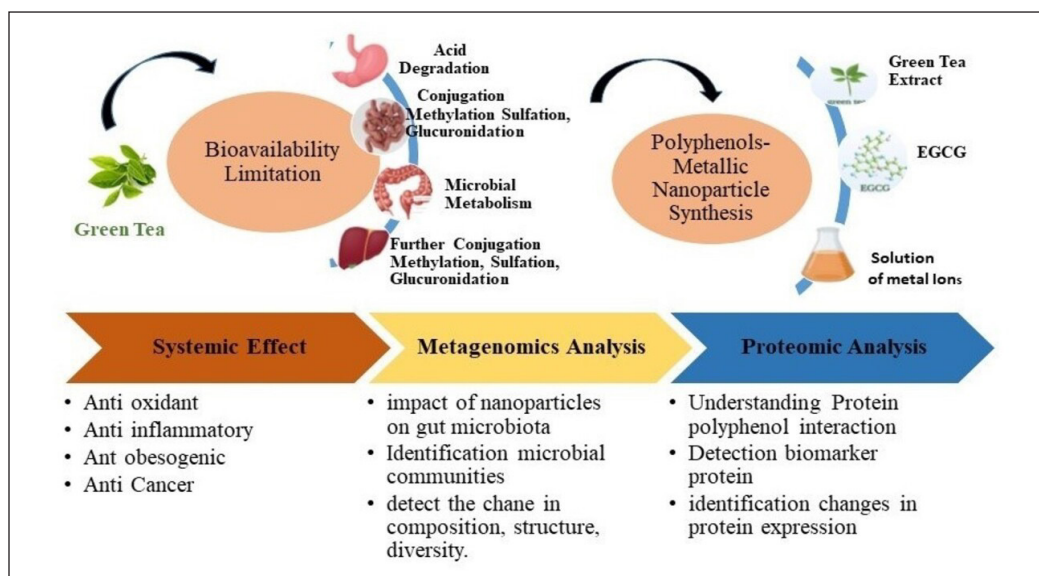 Acid
Degradation
Conjugation
Methylation Sulfation,
Glucuronidation
Bioavailability
Limitation
Microbial
Metabolism
Green Tea
Further Conjugation
Methylation, Sulfation,
Glucuronidation
Green Tea
Extract
Polyphenols-
Metallic
Nanoparticle
Synthesis
EGCG
EGCG
Solution
of metal Ions
Systemic Effect
Metagenomics Analysis
Proteomic Analysis
• Anti oxidant
• Anti inflammatory
• Ant obesogenic
• Anti Cancer
• impact of nanoparticles
on gut microbiota
• Identification microbial
communities
• detect the chane in
composition, structure,
diversity.
• Understanding Protein
polyphenol interaction
• Detection biomarker
protein
• identification changes in
protein expression